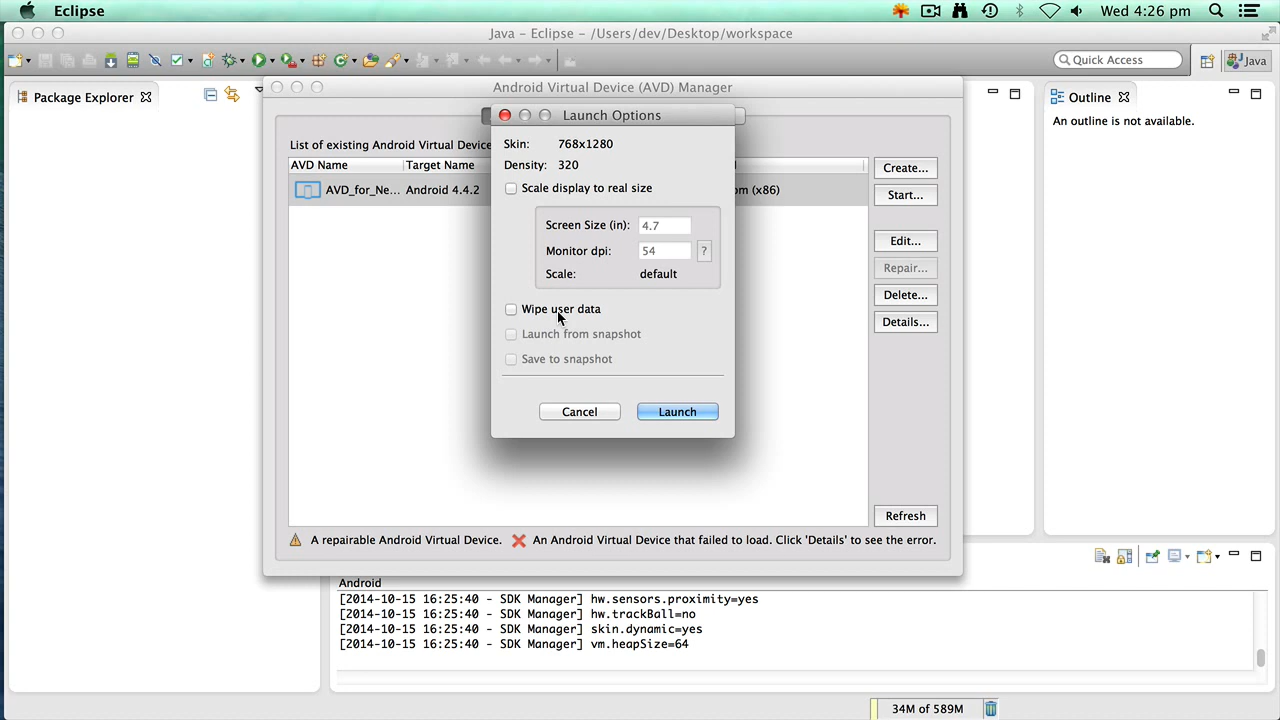 Eclipse
Wed 4:26 pm
Java – Eclipse – /Users/dev/Desktop/workspace
Quick Access
Java
Package Explorer
Android Virtual Device (AVD) Manager
Outline
An outline is not available.
List of existing Android Virtual Device
AVD Name
Target Name
AVD_for_Ne...
Android 4.4.2
(x86)
Create...
Start...
Edit...
Repair...
Delete...
Details...
Refresh
Launch Options
Skin: 768x1280
Density: 320
Scale display to real size
Screen Size (in): 4.7
Monitor dpi: 54 ?
Scale: default
Wipe user data
Launch from snapshot
Save to snapshot
Cancel
Launch
A repairable Android Virtual Device.
An Android Virtual Device that failed to load. Click 'Details' to see the error.
Android
[2014-10-15 16:25:40 - SDK Manager] hw.sensors.proximity=yes
[2014-10-15 16:25:40 - SDK Manager] hw.trackBall=no
[2014-10-15 16:25:40 - SDK Manager] skin.dynamic=yes
[2014-10-15 16:25:40 - SDK Manager] vm.heapSize=64
34M of 589M